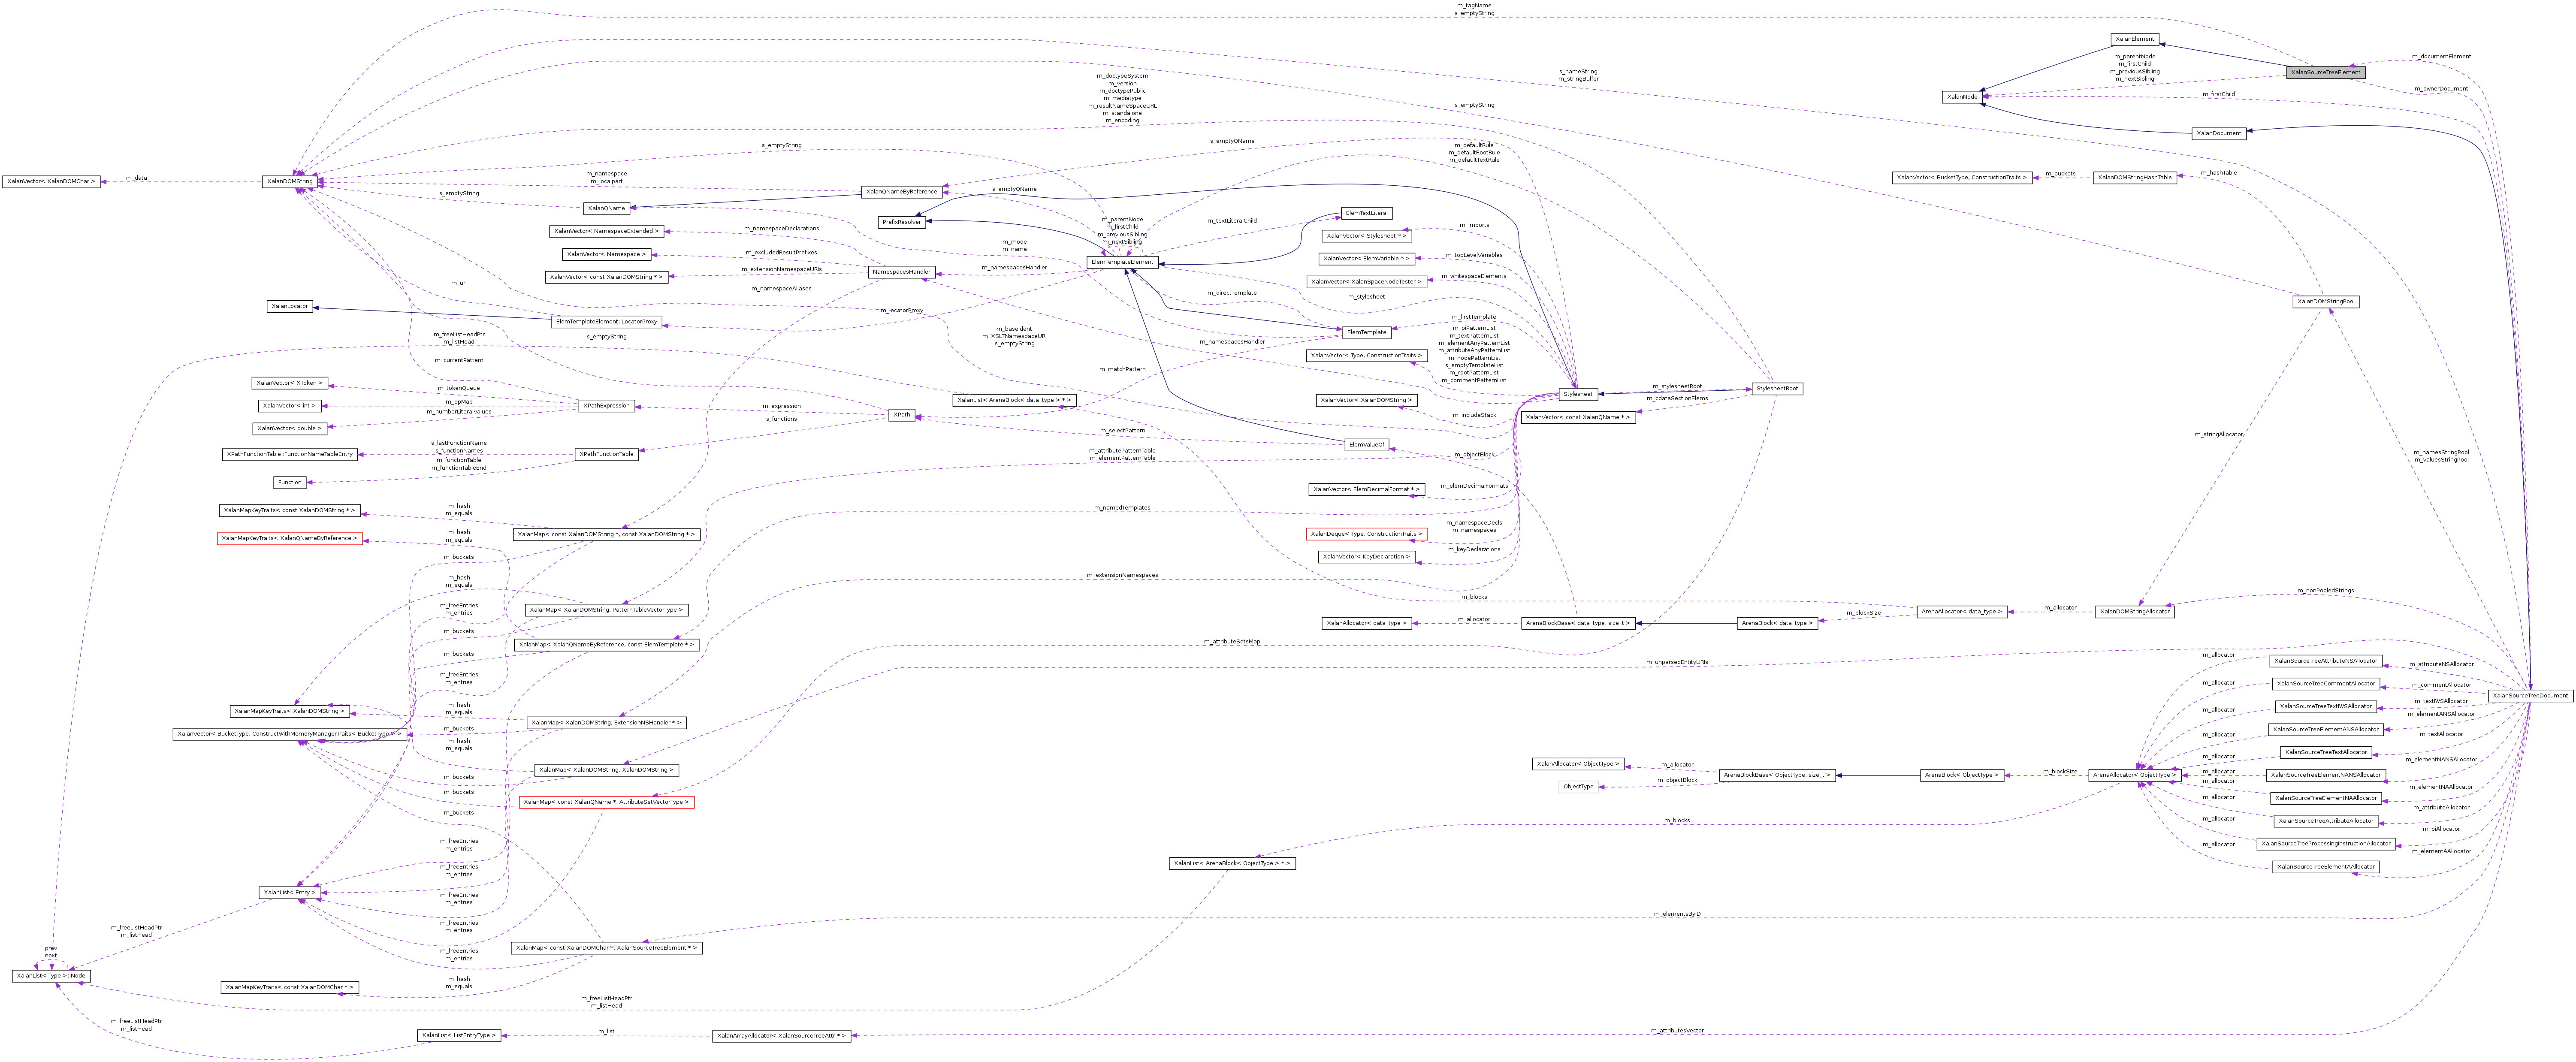 m_tagName
s_emptyString
XalanElement
m_parentNode
m_firstChild
m_previousSibling
m_nextSibling
m_documentElement
XalanSourceTreeElement
s_nameString
m_stringBuffer
m_ownerDocument
m_firstChild
XalanNode
XalanDocument
m_doctypeSystem
m_version
m_doctypePublic
m_mediatype
m_resultNameSpaceURL
m_standalone
m_encoding
s_emptyString
s_emptyQName
m_defaultRule
m_defaultRootRule
m_defaultTextRule
s_emptyString
XalanVector< XalanDOMChar >
m_data
XalanDOMString
m_namespace
m_localpart
s_emptyString
XalanQName
XalanQNameByReference
s_emptyQName
PrefixResolver
XalanVector< BucketType, ConstructionTraits >
m_buckets
XalanDOMStringHashTable
m_hashTable
XalanVector< NamespaceExtended >
m_namespaceDeclarations
XalanVector< Namespace >
m_excludedResultPrefixes
XalanVector< const XalanDOMString * >
m_extensionNamespaceURIs
NamespacesHandler
m_namespacesHandler
m_mode
m_name
m_parentNode
m_firstChild
m_previousSibling
m_nextSibling
ElemTemplateElement
m_textLiteralChild
ElemTextLiteral
XalanVector< Stylesheet * >
m_imports
XalanVector< ElemVariable * >
m_topLevelVariables
XalanVector< XalanSpaceNodeTester >
m_whitespaceElements
m_uri
m_namespaceAliases
XalanLocator
ElemTemplateElement::LocatorProxy
m_locatorProxy
m_directTemplate
m_stylesheet
m_firstTemplate
ElemTemplate
XalanDOMStringPool
m_freeListHeadPtr
m_listHead
s_emptyString
m_baseIdent
m_XSLTNamespaceURI
s_emptyString
m_namespacesHandler
XalanVector< Type, ConstructionTraits >
m_piPatternList
m_textPatternList
m_elementAnyPatternList
m_attributeAnyPatternList
m_nodePatternList
s_emptyTemplateList
m_rootPatternList
m_commentPatternList
m_currentPattern
m_matchPattern
XalanVector< XToken >
m_tokenQueue
XalanVector< int >
m_opMap
XPathExpression
m_numberLiteralValues
XalanVector< double >
m_expression
s_functions
XPath
XalanList< ArenaBlock< data_type > * >
XalanVector< XalanDOMString >
m_includeStack
Stylesheet
m_stylesheetRoot
StylesheetRoot
m_cdataSectionElems
XalanVector< const XalanQName * >
m_selectPattern
ElemValueOf
m_stringAllocator
XPathFunctionTable::FunctionNameTableEntry
s_lastFunctionName
s_functionNames
XPathFunctionTable
m_functionTable
m_functionTableEnd
Function
m_attributePatternTable
m_elementPatternTable
m_objectBlock
m_namesStringPool
m_valuesStringPool
XalanVector< ElemDecimalFormat * >
m_elemDecimalFormats
XalanMapKeyTraits< const XalanDOMString * >
m_hash
m_equals
m_namedTemplates
XalanMapKeyTraits< XalanQNameByReference >
m_hash
m_equals
XalanMap< const XalanDOMString *, const XalanDOMString * >
XalanDeque< Type, ConstructionTraits >
m_namespaceDecls
m_namespaces
XalanVector< KeyDeclaration >
m_keyDeclarations
m_buckets
m_hash
m_equals
m_extensionNamespaces
m_nonPooledStrings
m_freeEntries
m_entries
XalanMap< XalanDOMString, PatternTableVectorType >
m_blocks
ArenaAllocator< data_type >
m_allocator
XalanDOMStringAllocator
m_blockSize
XalanAllocator< data_type >
m_allocator
ArenaBlockBase< data_type, size_t >
ArenaBlock< data_type >
m_buckets
XalanMap< XalanQNameByReference, const ElemTemplate * >
m_attributeSetsMap
m_buckets
m_unparsedEntityURIs
m_allocator
XalanSourceTreeAttributeNSAllocator
m_attributeNSAllocator
m_freeEntries
m_entries
m_allocator
XalanSourceTreeCommentAllocator
m_commentAllocator
XalanSourceTreeDocument
XalanMapKeyTraits< XalanDOMString >
m_hash
m_equals
m_allocator
XalanSourceTreeTextIWSAllocator
m_textIWSAllocator
XalanMap< XalanDOMString, ExtensionNSHandler * >
XalanVector< BucketType, ConstructWithMemoryManagerTraits< BucketType > >
m_buckets
m_allocator
XalanSourceTreeElementANSAllocator
m_elementANSAllocator
m_hash
m_equals
m_allocator
XalanSourceTreeTextAllocator
m_textAllocator
XalanMap< XalanDOMString, XalanDOMString >
m_buckets
XalanAllocator< ObjectType >
m_allocator
ArenaBlockBase< ObjectType, size_t >
ArenaBlock< ObjectType >
m_blockSize
ArenaAllocator< ObjectType >
m_allocator
XalanSourceTreeElementNANSAllocator
m_elementNANSAllocator
ObjectType
m_objectBlock
m_allocator
XalanSourceTreeElementNAAllocator
m_elementNAAllocator
m_buckets
XalanMap< const XalanQName *, AttributeSetVectorType >
m_buckets
m_blocks
m_allocator
XalanSourceTreeAttributeAllocator
m_attributeAllocator
m_allocator
XalanSourceTreeProcessingInstructionAllocator
m_piAllocator
m_freeEntries
m_entries
XalanList< ArenaBlock< ObjectType > * >
m_allocator
XalanSourceTreeElementAAllocator
m_elementAAllocator
m_freeEntries
m_entries
XalanList< Entry >
m_freeEntries
m_entries
m_freeListHeadPtr
m_listHead
m_freeEntries
m_entries
m_elementsByID
prev
next
m_freeEntries
m_entries
XalanMap< const XalanDOMChar *, XalanSourceTreeElement * >
XalanList< Type >::Node
XalanMapKeyTraits< const XalanDOMChar * >
m_hash
m_equals
m_freeListHeadPtr
m_listHead
m_freeListHeadPtr
m_listHead
XalanList< ListEntryType >
m_list
XalanArrayAllocator< XalanSourceTreeAttr * >
m_attributesVector